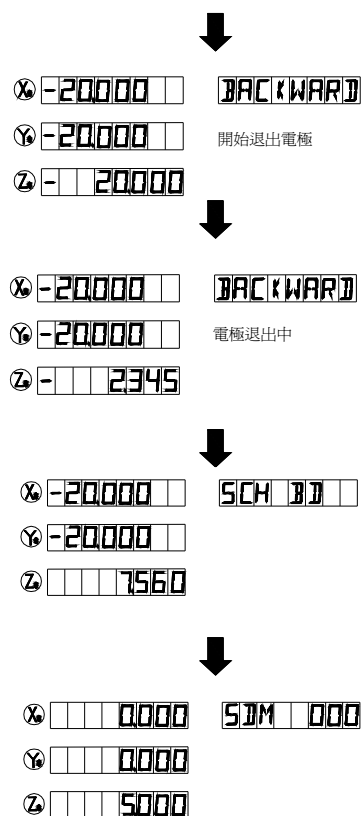 X -20.000 BACKWARD
Y -20.000 開始退出電極
Z - 20.000
X -20.000 BACKWARD
Y -20.000 電極退出中
Z - 2.345
X -20.000 SCH BD
Y -20.000
Z 7.560
X 0.000 SDM 000
Y 0.000
Z 5.000